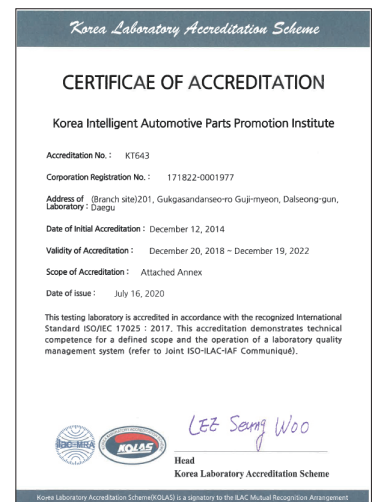 Korea Laboratory Accreditation Scheme
CERTIFICAE OF ACCREDITATION
Korea Intelligent Automotive Parts Promotion Institute
Accreditation No. : KT643
Corporation Registration No. : 171822-0001977
Address of Laboratory : (Branch site)201, Gukgasandanseo-ro Guji-myeon, Dalseong-gun,
Daegu
Date of Initial Accreditation : December 12, 2014
Validity of Accreditation : December 20, 2018 ~ December 19, 2022
Scope of Accreditation : Attached Annex
Date of issue : July 16, 2020
This testing laboratory is accredited in accordance with the recognized International
Standard ISO/IEC 17025 : 2017. This accreditation demonstrates technical
competence for a defined scope and the operation of a laboratory quality
management system (refer to Joint ISO-ILAC-IAF Communiqué).
LEE Seung Woo
ilac-MRA
KOLAS
Head
Korea Laboratory Accreditation Scheme
Korea Laboratory Accreditation Scheme(KOLAS) is a signatory to the ILAC Mutual Recognition Arrangement